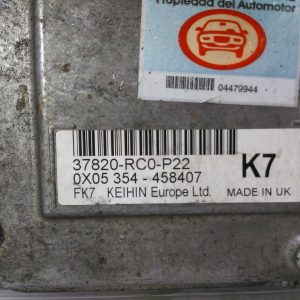 Propiedad del Automotor
04479944
37820-RC0-P22
0X05 354 - 458407
FK7 KEIHIN Europe Ltd.
K7
MADE IN UK